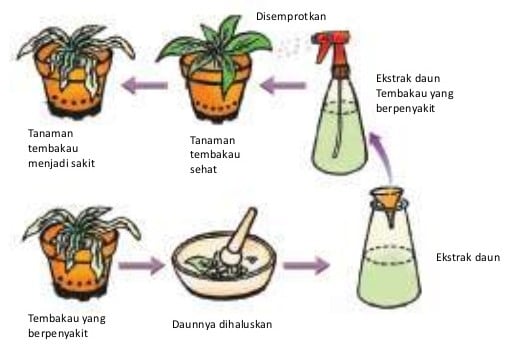 Disemprotkan
Ekstrak daun
Tembakau yang
berpenyakit
Tanaman
tembakau
menjadi sakit
Tanaman
tembakau
sehat
Ekstrak daun
Tembakau yang
berpenyakit
Daunnya dihaluskan